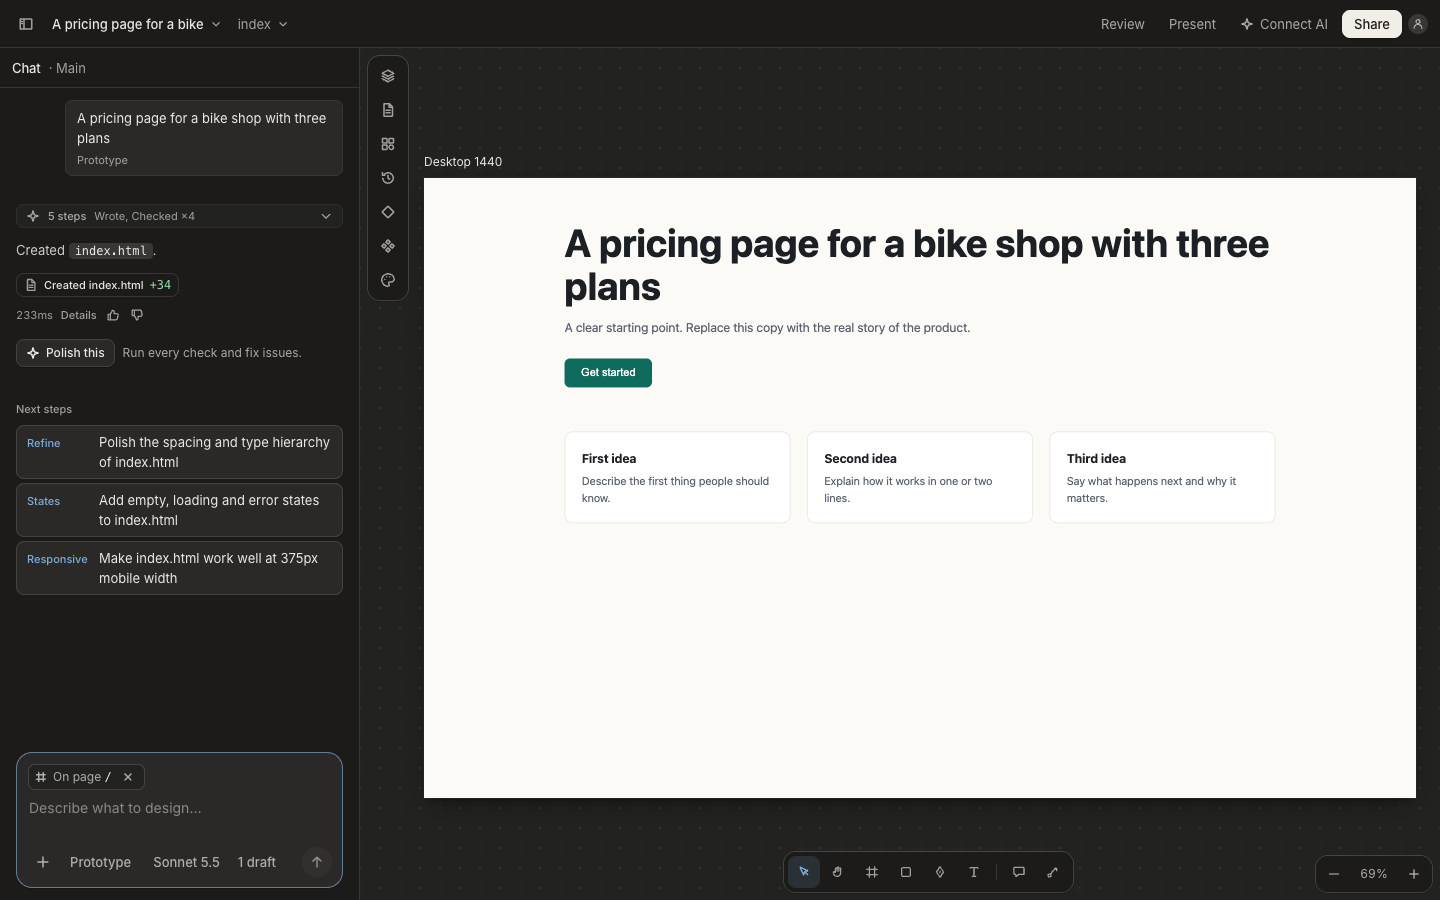 A pricing page for a bike
index
Review
Present
Connect AI
Share
Chat · Main
A pricing page for a bike shop with three
plans
Prototype
5 steps Wrote, Checked ×4
Created index.html.
Created index.html +34
233ms Details
Polish this Run every check and fix issues.
Next steps
Refine Polish the spacing and type hierarchy
of index.html
States Add empty, loading and error states
to index.html
Responsive Make index.html work well at 375px
mobile width
On page /
Describe what to design...
Prototype Sonnet 5.5 1 draft
Desktop 1440
A pricing page for a bike shop with three
plans
A clear starting point. Replace this copy with the real story of the product.
Get started
First idea
Describe the first thing people should
know.
Second idea
Explain how it works in one or two
lines.
Third idea
Say what happens next and why it
matters.
69%